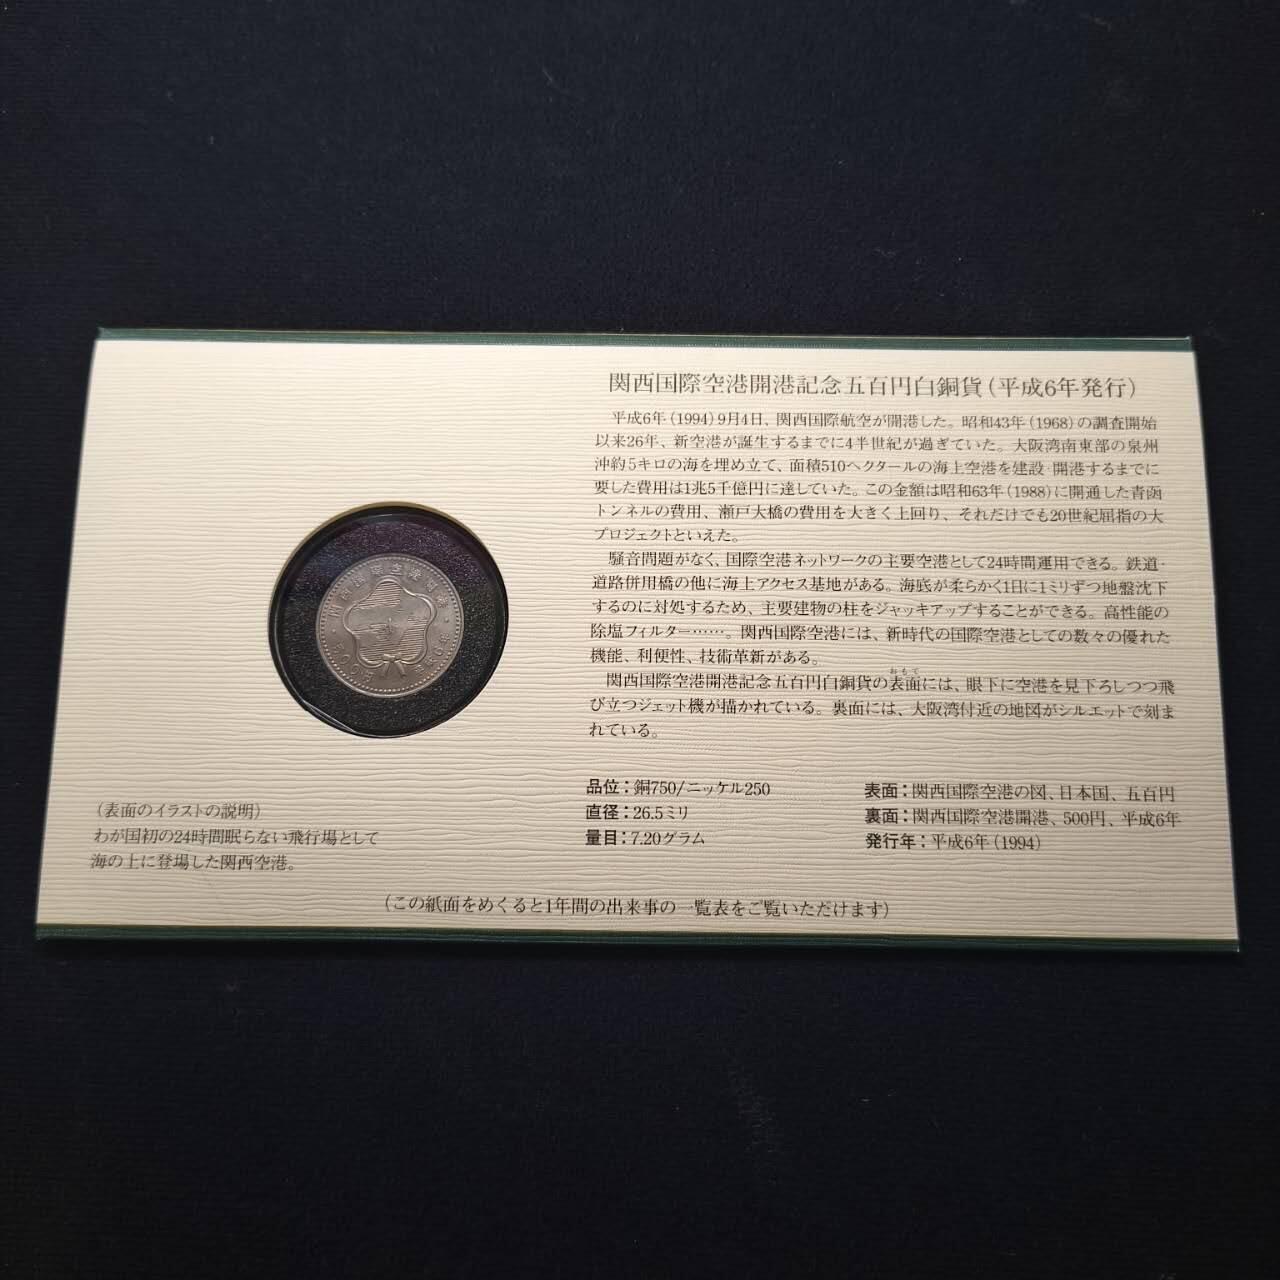 関西国際空港開港記念五百円白銅貨(平成6年発行)
平成6年(1994)9月4日、関西国際航空が開港した。昭和43年(1968)の調査開始
以来26年、新空港が誕生するまでに4半世紀が過ぎていた。大阪湾南東部の泉州
沖約5キロの海を埋め立て、面積510ヘクタールの海上空港を建設・開港するまでに
要した費用は1兆5千億円に達していた。この金額は昭和63年(1988)に開通した青函
トンネルの費用、瀬戸大橋の費用を大きく上回り、それだけでも20世紀屈指の大
プロジェクトといえた。
騒音問題がなく、国際空港ネットワークの主要空港として24時間運用できる。鉄道・
道路併用橋の他に海上アクセス基地がある。海底が柔らかく1日に1ミリずつ地盤沈下
するのに対処するため、主要建物の柱をジャッキアップすることができる。高性能の
除塩フィルター……。関西国際空港には、新時代の国際空港としての数々の優れた
機能、利便性、技術革新がある。
おもて
関西国際空港開港記念五百円白銅貨の表面には、眼下に空港を見下ろしつつ飛
び立つジェット機が描かれている。裏面には、大阪湾付近の地図がシルエットで刻ま
れている。
品位:銅750/ニッケル250
直径:26.5ミリ
量目:7.20グラム
表面:関西国際空港の図、日本国、五百円
裏面:関西国際空港開港、500円、平成6年
発行年:平成6年(1994)
(表面のイラストの説明)
わが国初の24時間眠らない飛行場として
海の上に登場した関西空港。
(この紙面をめくると1年間の出来事の一覧表をご覧いただけます)